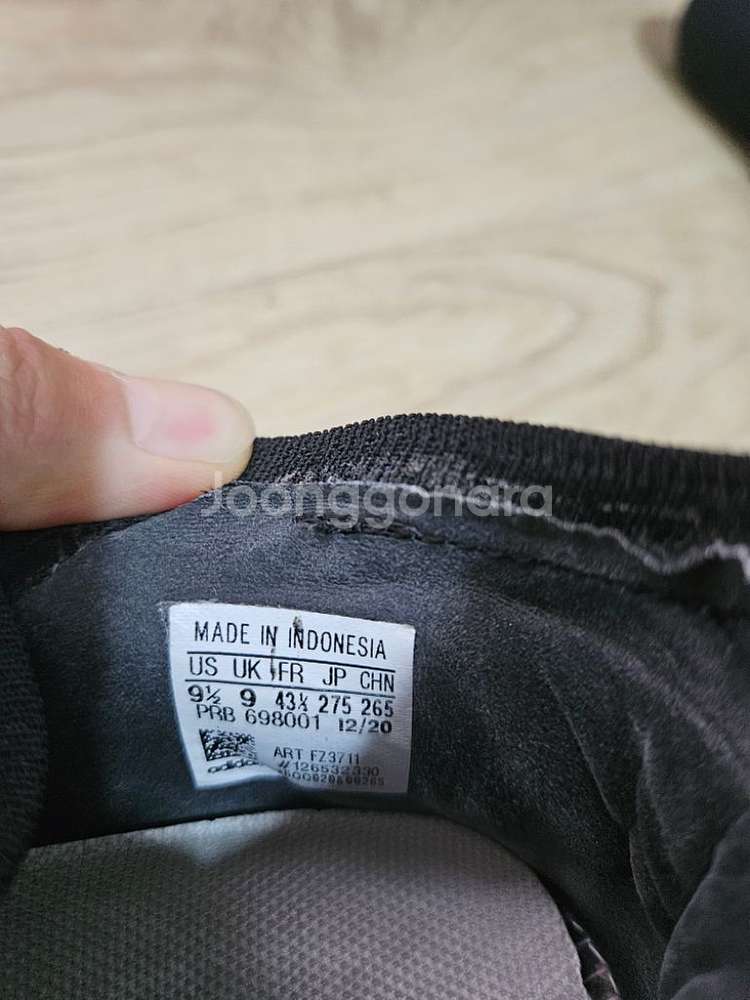 Joonggonara
MADE IN INDONESIA
US UK FR JP CHN
9½ 9 43⅓ 275 265
PRB 698001 12/20
ART FZ3711
adidas #126532330